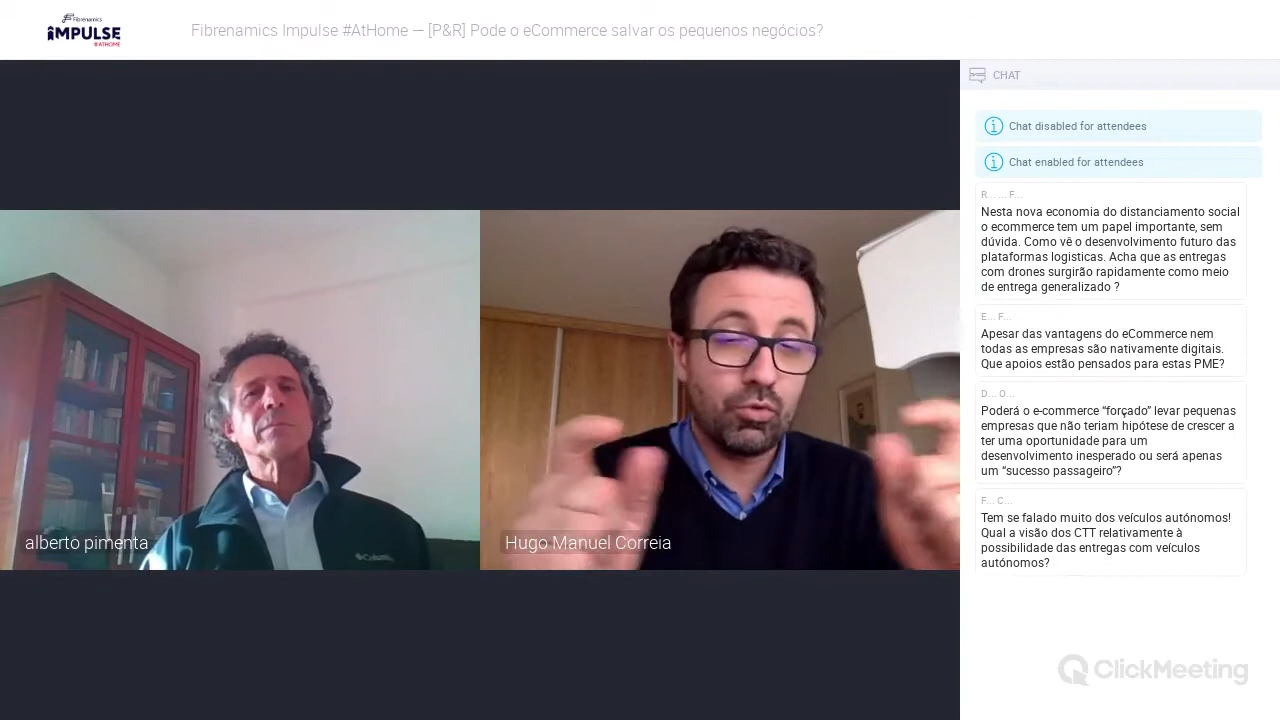 Fibrenamics
IMPULSE
#ATHOME
Fibrenamics Impulse #AtHome — [P&R] Pode o eCommerce salvar os pequenos negócios?
CHAT
Chat disabled for attendees
Chat enabled for attendees
R... ... F...
Nesta nova economia do distanciamento social
o ecommerce tem um papel importante, sem
dúvida. Como vê o desenvolvimento futuro das
plataformas logisticas. Acha que as entregas
com drones surgirão rapidamente como meio
de entrega generalizado ?
E... F...
Apesar das vantagens do eCommerce nem
todas as empresas são nativamente digitais.
Que apoios estão pensados para estas PME?
D... O...
Poderá o e-commerce “forçado” levar pequenas
empresas que não teriam hipótese de crescer a
ter uma oportunidade para um
desenvolvimento inesperado ou será apenas
um “sucesso passageiro”?
F... C...
Tem se falado muito dos veículos autónomos!
Qual a visão dos CTT relativamente à
possibilidade das entregas com veículos
autónomos?
alberto pimenta
Columbia
Hugo Manuel Correia
ClickMeeting